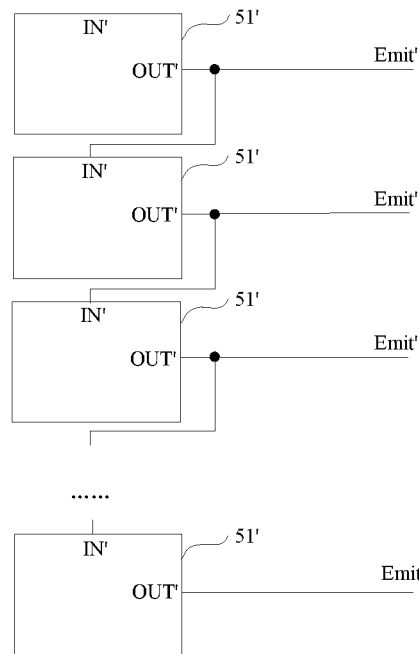 IN'
51'
OUT'
Emit'
IN'
51'
OUT'
Emit'
IN'
51'
OUT'
Emit'
......
IN'
51'
OUT'
Emit